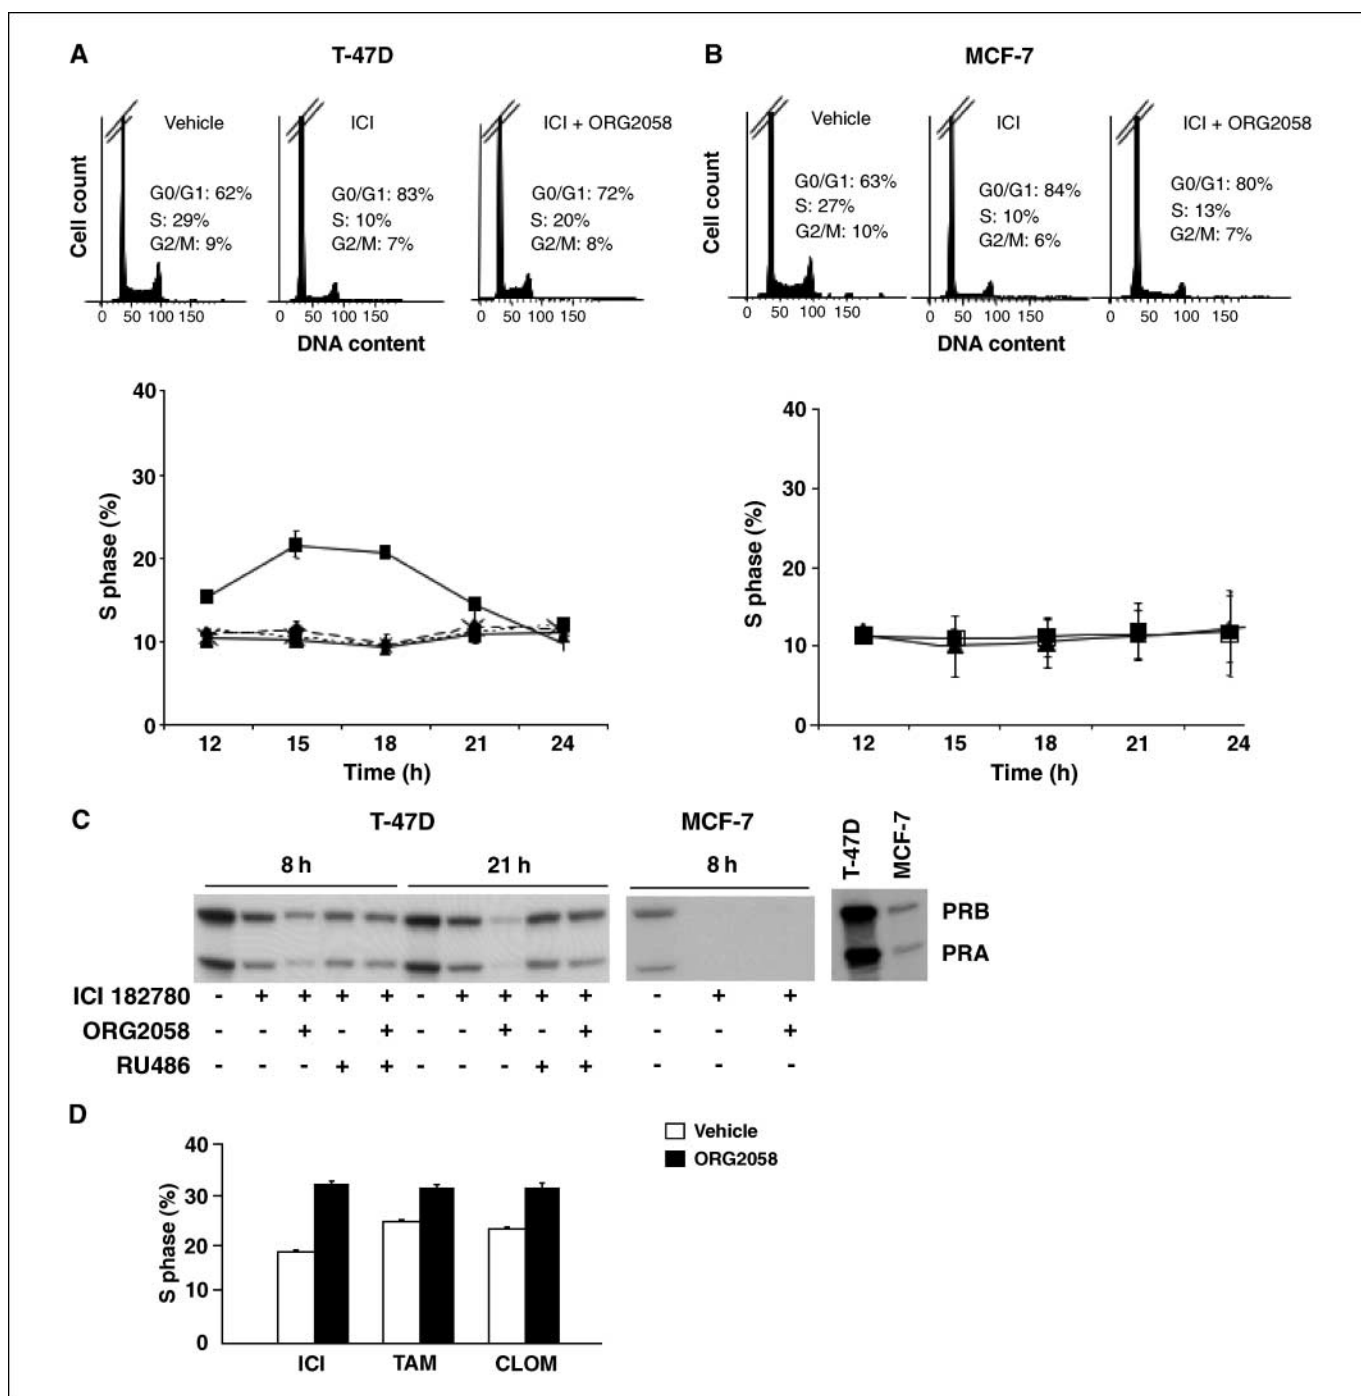 A T-47D
Vehicle ICI ICI + ORG2058
G0/G1: 62% G0/G1: 83% G0/G1: 72%
S: 29% S: 10% S: 20%
G2/M: 9% G2/M: 7% G2/M: 8%
Cell count
0 50 100 150 0 50 100 150 0 50 100 150
DNA content
40
30
20
10
0
S phase (%)
12 15 18 21 24
Time (h)
B MCF-7
Vehicle ICI ICI + ORG2058
G0/G1: 63% G0/G1: 84% G0/G1: 80%
S: 27% S: 10% S: 13%
G2/M: 10% G2/M: 6% G2/M: 7%
Cell count
0 50 100 150 0 50 100 150 0 50 100 150
DNA content
40
30
20
10
0
S phase (%)
12 15 18 21 24
Time (h)
C T-47D MCF-7 T-47D MCF-7
8 h 21 h 8 h
PRB
PRA
ICI 182780 - + + + + - + + + + - + +
ORG2058 - - + - + - - + - + - - +
RU486 - - - + + - - - + + - - -
D
Vehicle
ORG2058
40
30
20
10
0
S phase (%)
ICI TAM CLOM